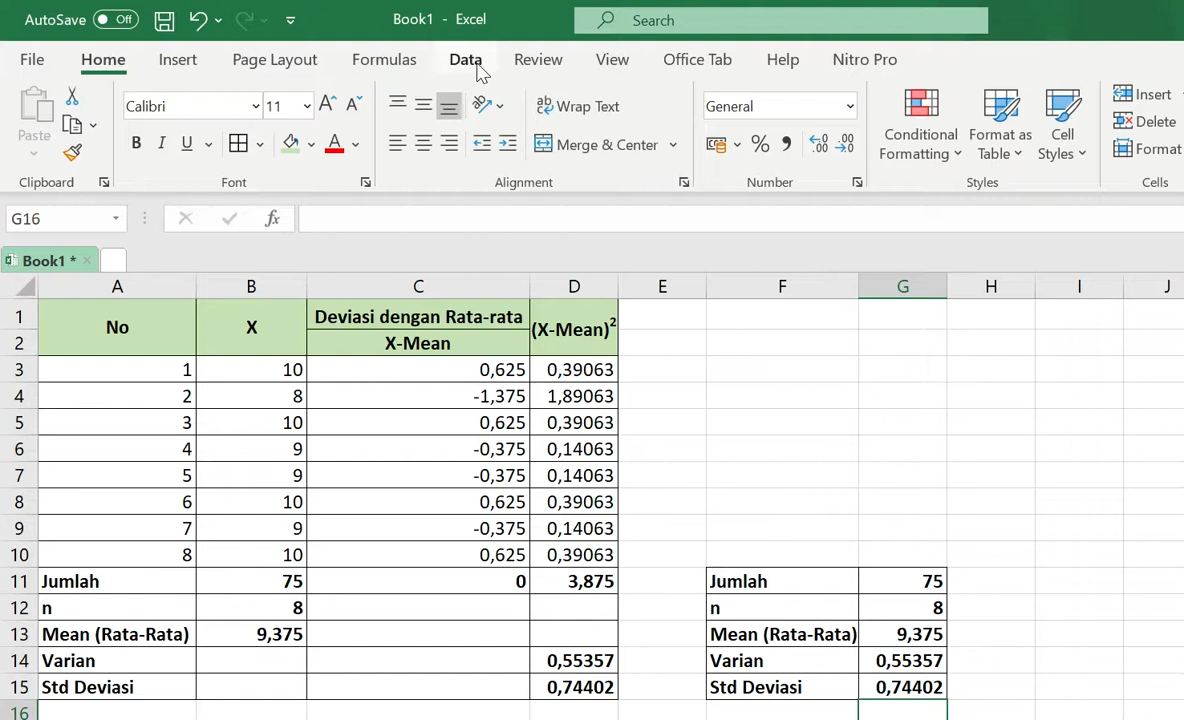 AutoSave Off Book1 - Excel Search
File Home Insert Page Layout Formulas Data Review View Office Tab Help Nitro Pro
Paste Calibri 11 A A ab Wrap Text General Conditional Formatting Format as Table Cell Styles Insert
B I U A Merge & Center % 9 ,00 ,00 Delete
Format
Clipboard Font Alignment Number Styles Cells
G16 fx
Book1 *
A B C D E F G H I J
1 No X Deviasi dengan Rata-rata (X-Mean)²
2 X-Mean
3 1 10 0,625 0,39063
4 2 8 -1,375 1,89063
5 3 10 0,625 0,39063
6 4 9 -0,375 0,14063
7 5 9 -0,375 0,14063
8 6 10 0,625 0,39063
9 7 9 -0,375 0,14063
10 8 10 0,625 0,39063
11 Jumlah 75 0 3,875 Jumlah 75
12 n 8 n 8
13 Mean (Rata-Rata) 9,375 Mean (Rata-Rata) 9,375
14 Varian 0,55357 Varian 0,55357
15 Std Deviasi 0,74402 Std Deviasi 0,74402
16